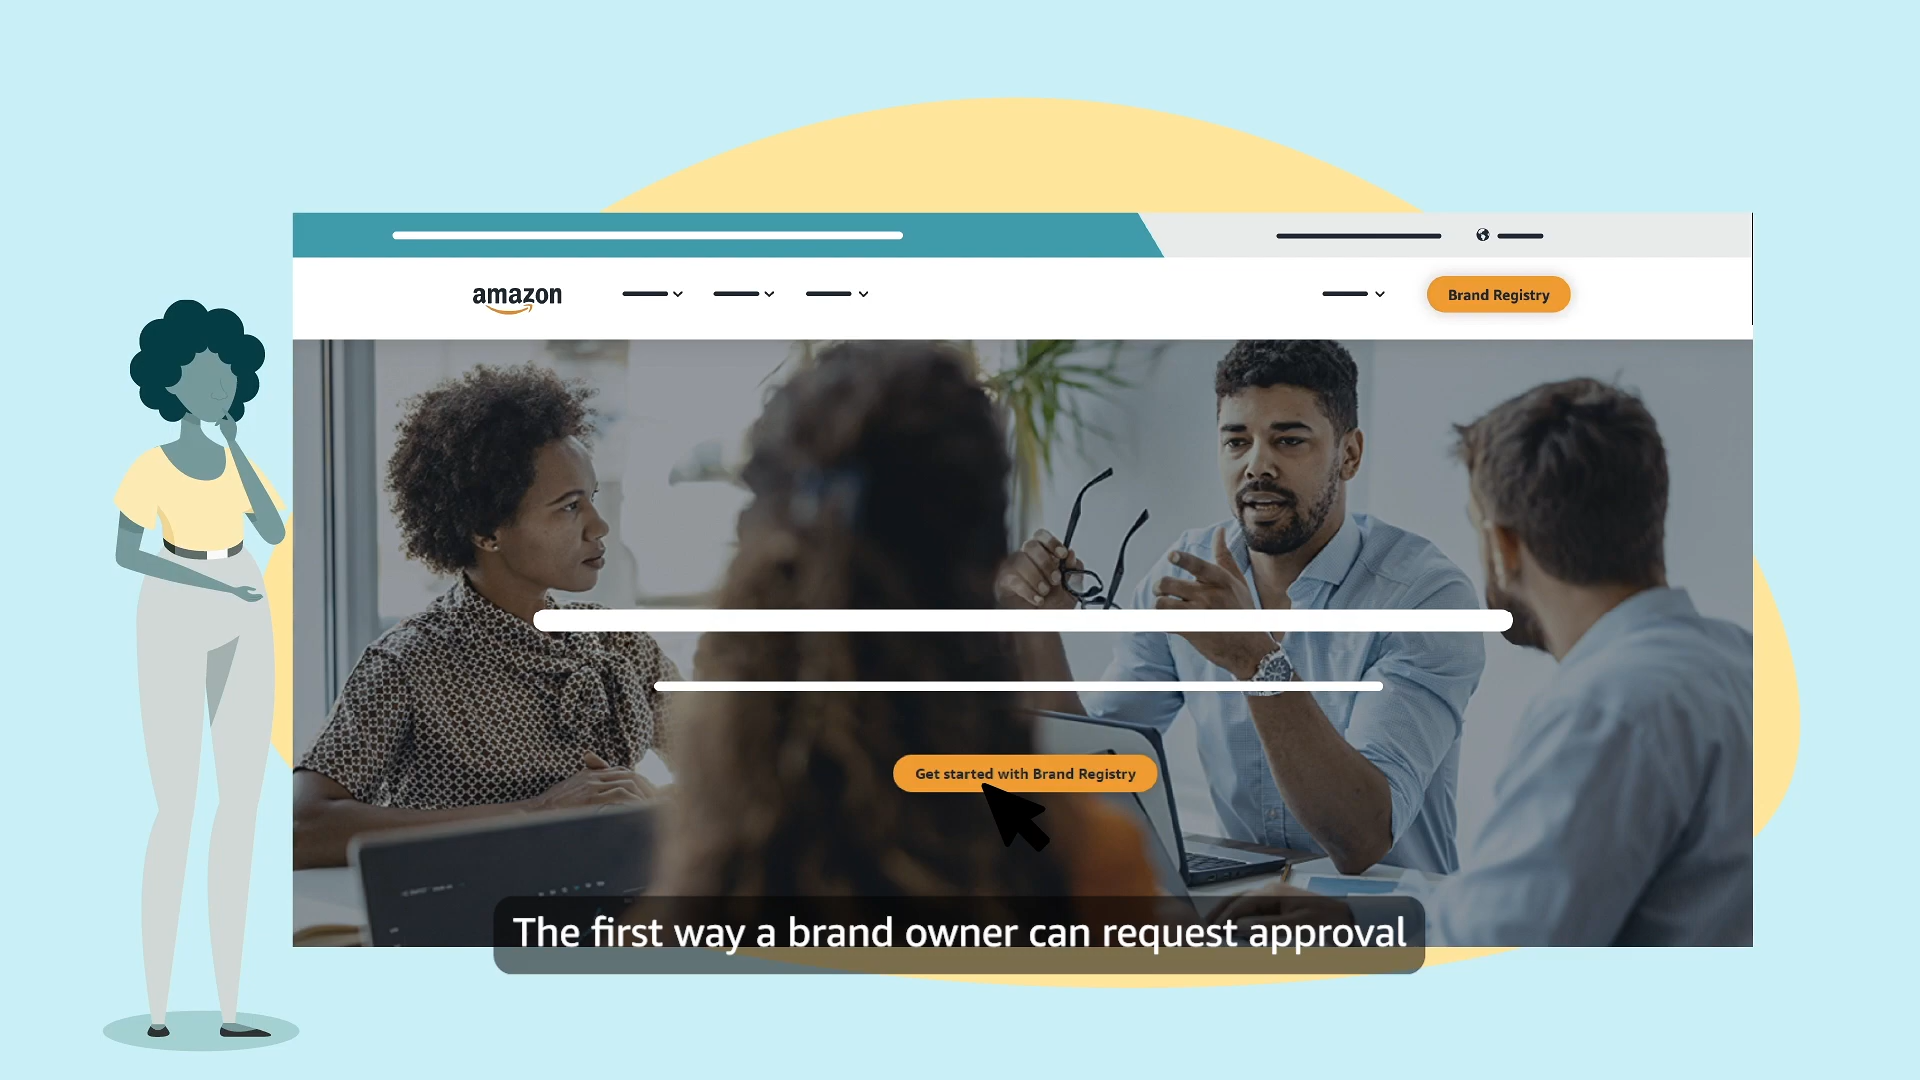 amazon
Brand Registry
Get started with Brand Registry
The first way a brand owner can request approval